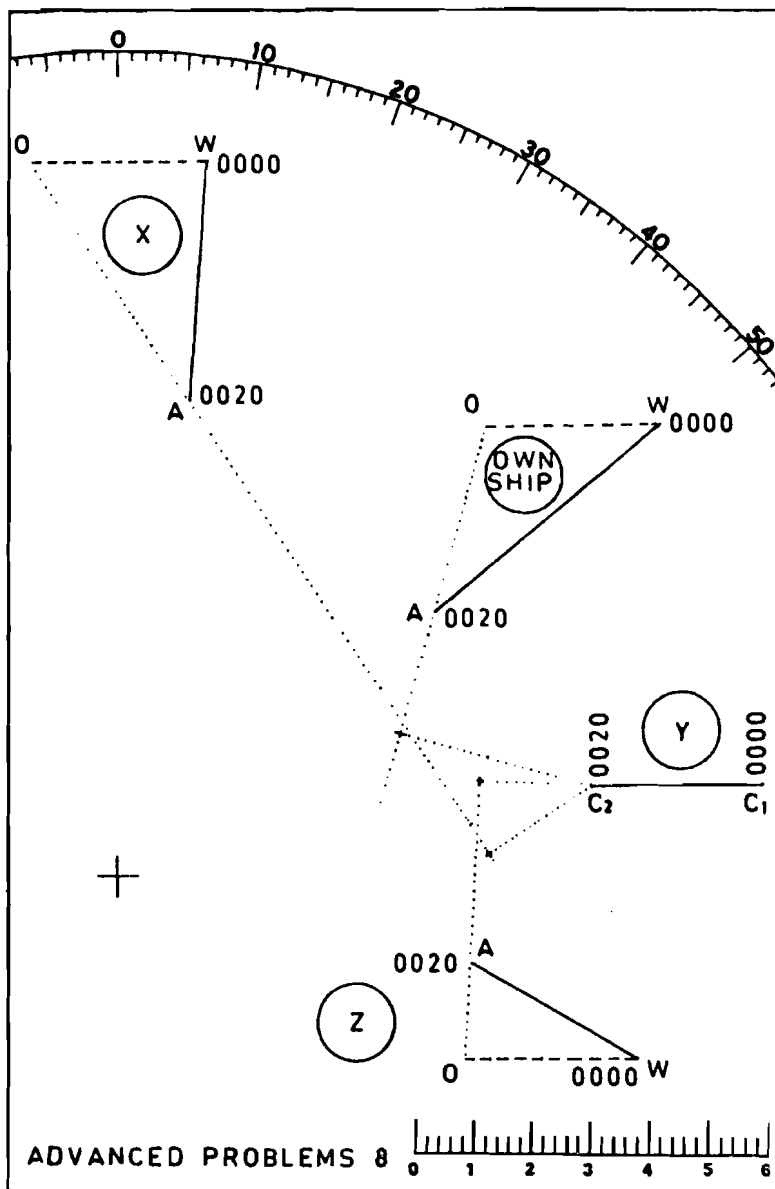 0
10
20
30
40
50
O W 0000
X
A 0020
O W 0000
OWN
SHIP
A 0020
0020 Y 0000
C2 C1
0020 A
Z
O 0000 W
ADVANCED PROBLEMS 8
0 1 2 3 4 5 6